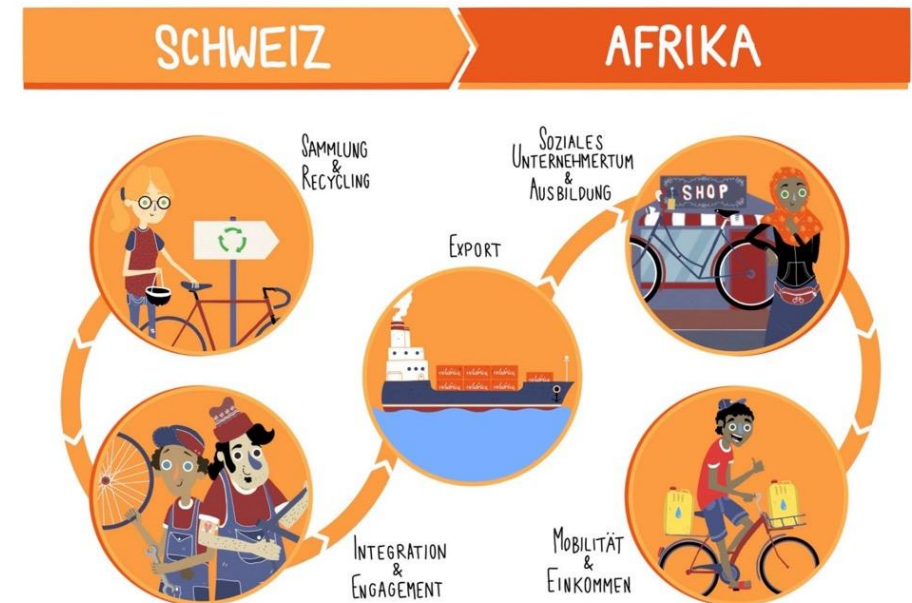 SCHWEIZ
AFRIKA
SAMMLUNG
&
RECYCLING
SOZIALES
UNTERNEHMERTUM
&
AUSBILDUNG
SHOP
EXPORT
INTEGRATION
&
ENGAGEMENT
MOBILITÄT
&
EINKOMMEN